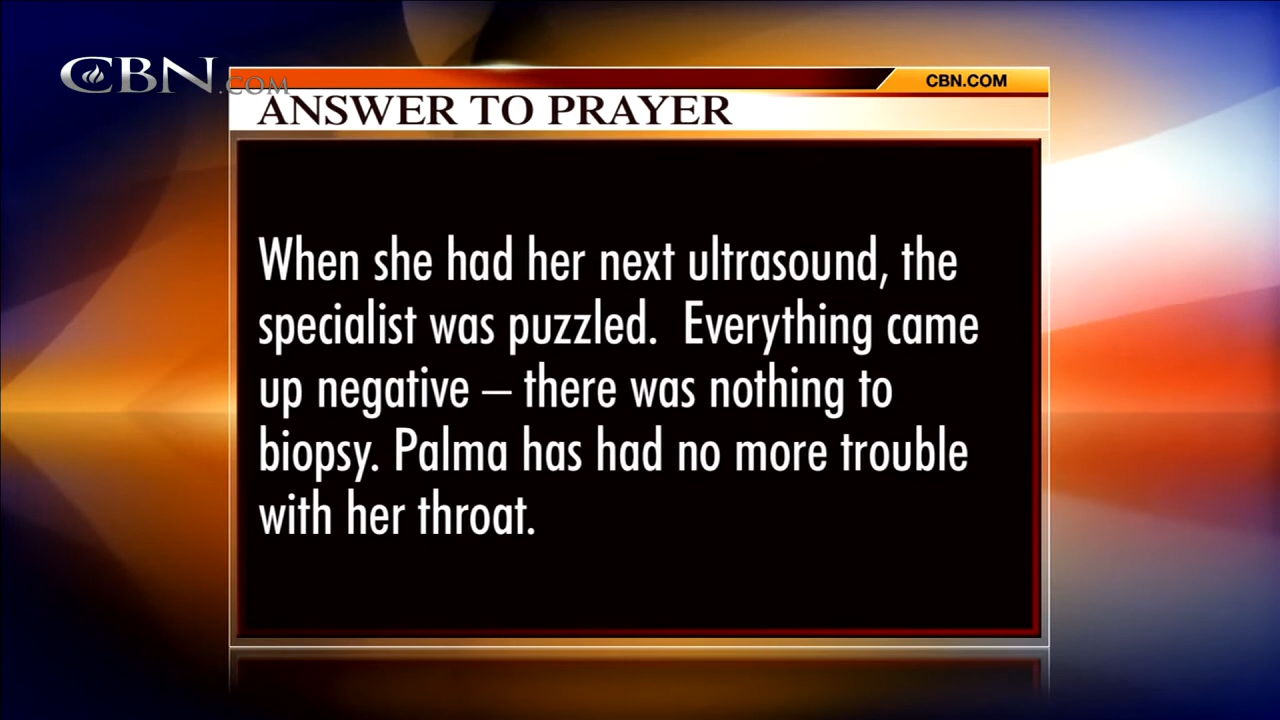 CBN.COM
CBN.COM
ANSWER TO PRAYER
When she had her next ultrasound, the
specialist was puzzled.  Everything came
up negative – there was nothing to
biopsy. Palma has had no more trouble
with her throat.